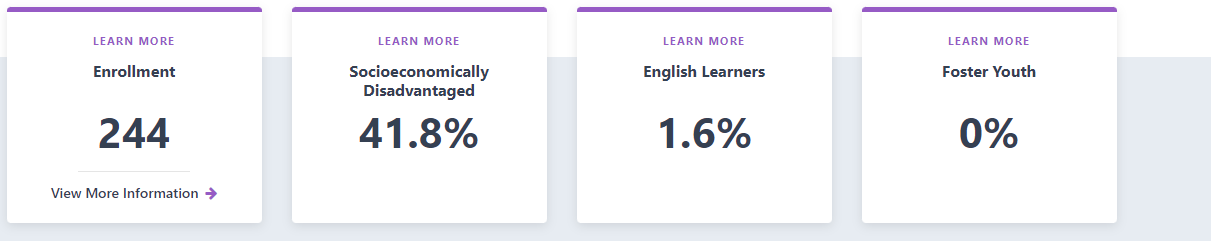 LEARN MORE
Enrollment
244
View More Information
LEARN MORE
Socioeconomically
Disadvantaged
41.8%
LEARN MORE
English Learners
1.6%
LEARN MORE
Foster Youth
0%